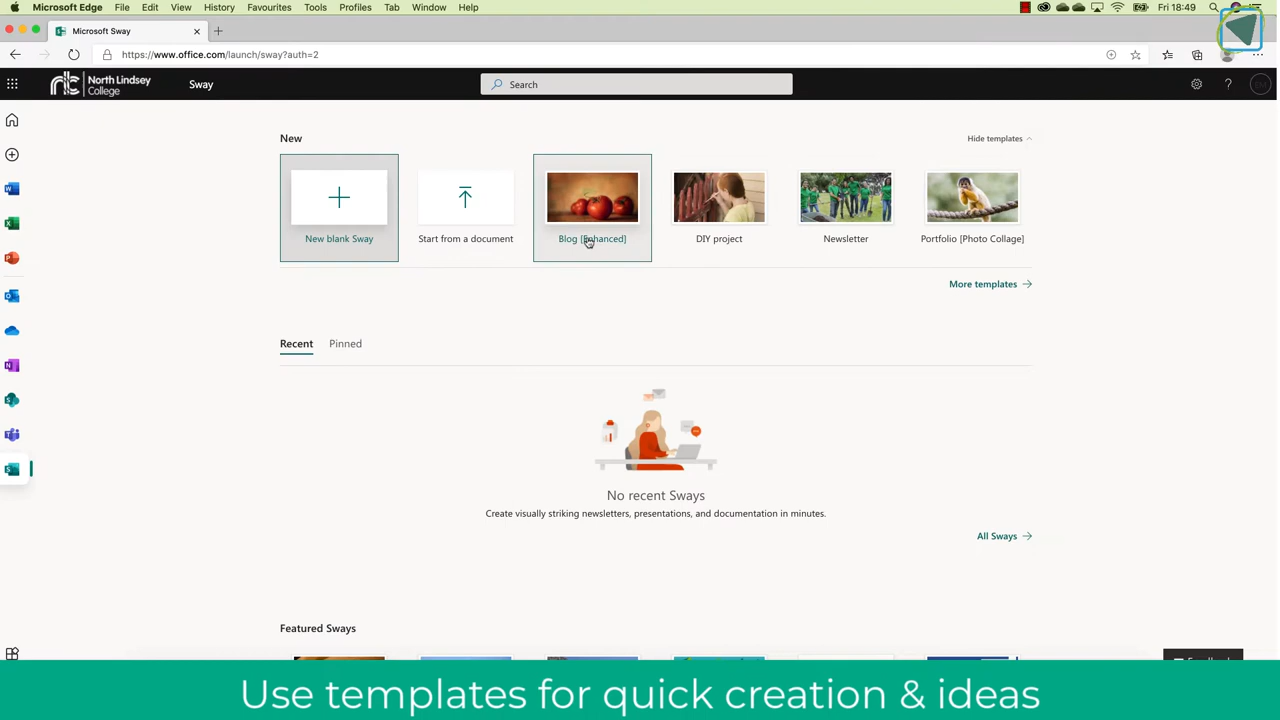 Microsoft Edge File Edit View History Favourites Tools Profiles Tab Window Help Fri 18:49
Microsoft Sway
https://www.office.com/launch/sway?auth=2
North Lindsey College
Sway
Search
?
EM
New
Hide templates
New blank Sway
Start from a document
Blog [Enhanced]
DIY project
Newsletter
Portfolio [Photo Collage]
More templates
Recent Pinned
No recent Sways
Create visually striking newsletters, presentations, and documentation in minutes.
All Sways
Featured Sways
Use templates for quick creation & ideas